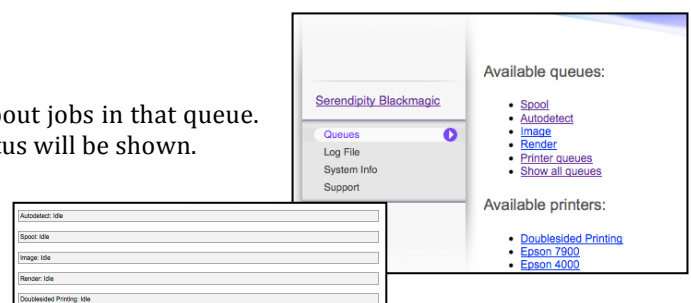 bout jobs in that queue.
tus will be shown.
Serendipity Blackmagic
Queues
Log File
System Info
Support
Available queues:
Spool
Autodetect
Image
Render
Printer queues
Show all queues
Available printers:
Doublesided Printing
Epson 7900
Epson 4000
Autodetect: Idle
Spool: Idle
Image: Idle
Render: Idle
Doublesided Printing: Idle